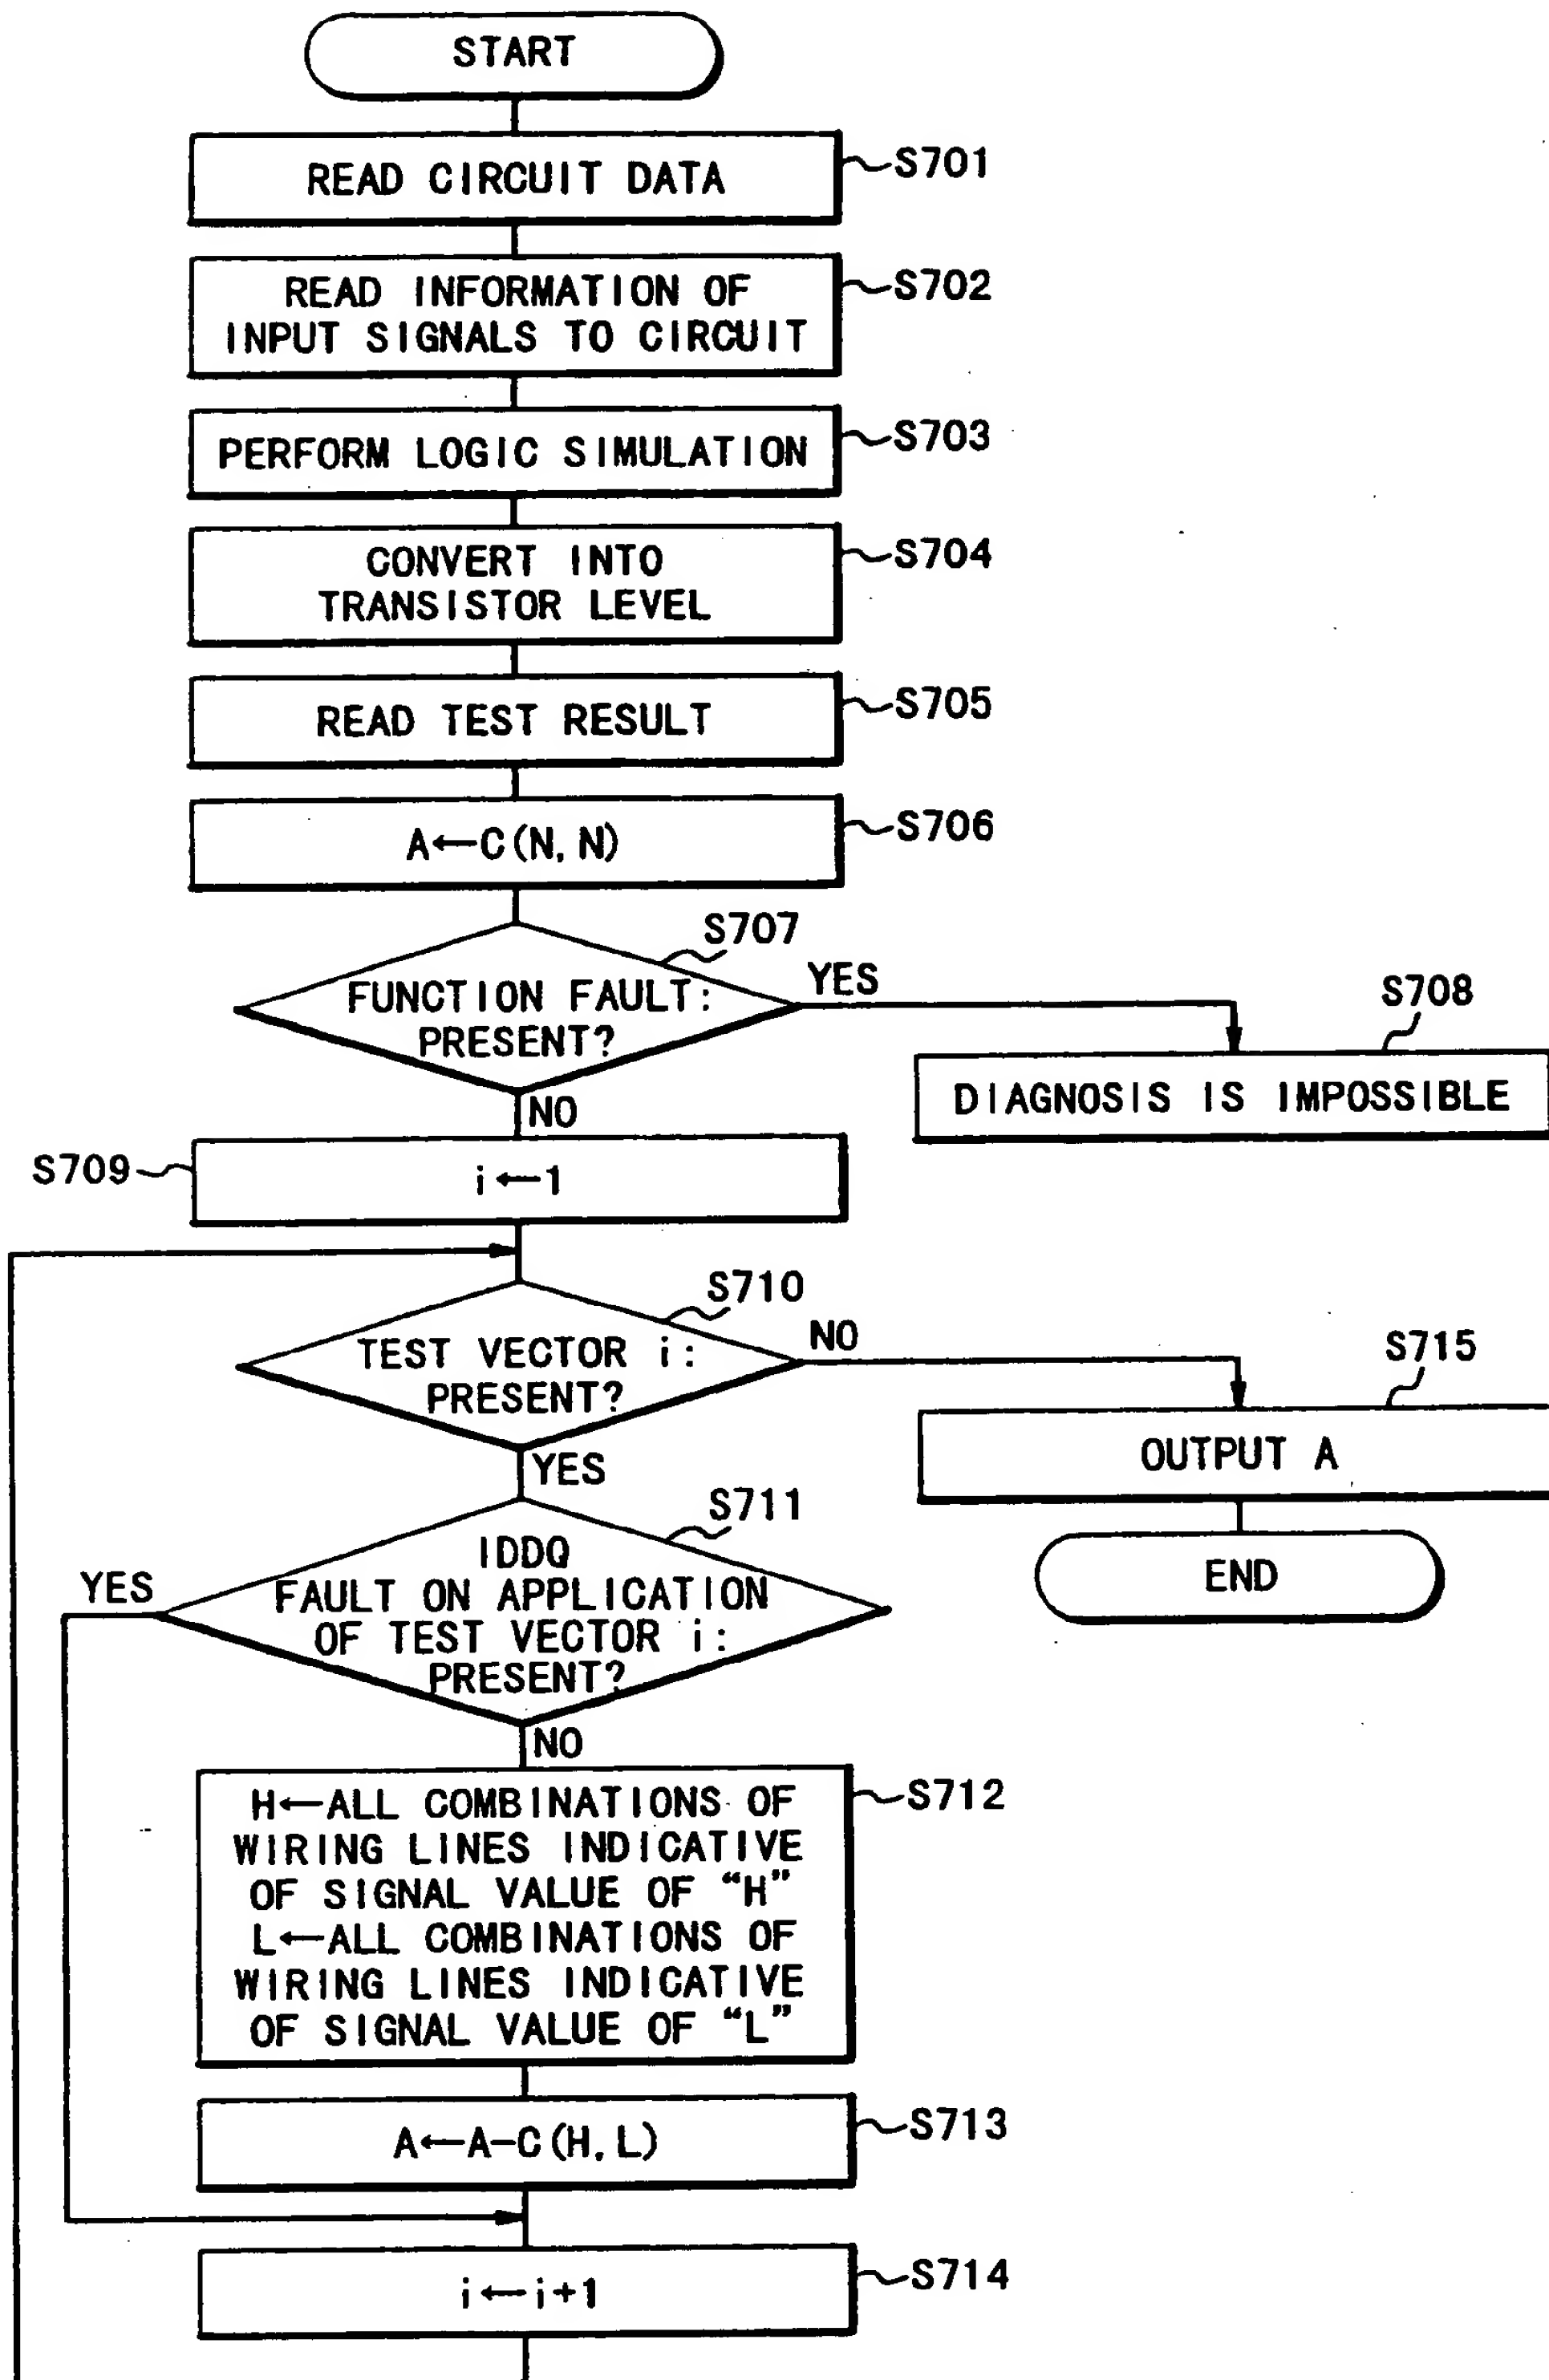 START
READ CIRCUIT DATA
S701
READ INFORMATION OF
INPUT SIGNALS TO CIRCUIT
S702
PERFORM LOGIC SIMULATION
S703
CONVERT INTO
TRANSISTOR LEVEL
S704
READ TEST RESULT
S705
A←C(N,N)
S706
S707
FUNCTION FAULT:
PRESENT?
YES
NO
S708
DIAGNOSIS IS IMPOSSIBLE
S709
i←1
S710
TEST VECTOR i:
PRESENT?
NO
YES
S715
OUTPUT A
END
S711
IDDQ
FAULT ON APPLICATION
OF TEST VECTOR i:
PRESENT?
YES
NO
H←ALL COMBINATIONS OF
WIRING LINES INDICATIVE
OF SIGNAL VALUE OF “H”
L←ALL COMBINATIONS OF
WIRING LINES INDICATIVE
OF SIGNAL VALUE OF “L”
S712
A←A-C(H,L)
S713
i←i+1
S714